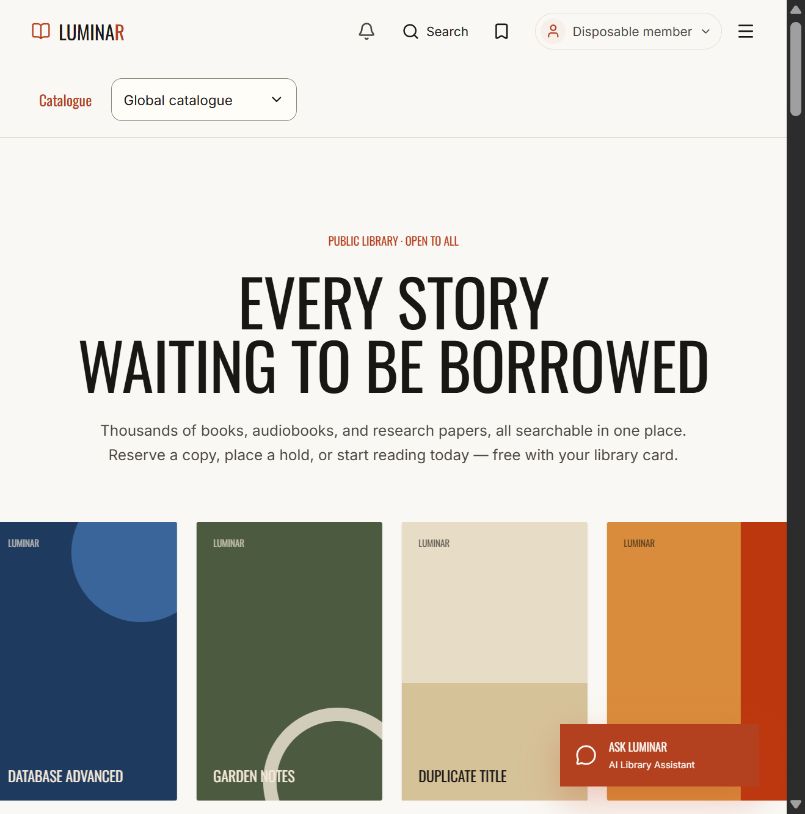 LUMINAR
Search
Disposable member
Catalogue
Global catalogue
PUBLIC LIBRARY · OPEN TO ALL
EVERY STORY
WAITING TO BE BORROWED
Thousands of books, audiobooks, and research papers, all searchable in one place.
Reserve a copy, place a hold, or start reading today — free with your library card.
LUMINAR
LUMINAR
LUMINAR
LUMINAR
DATABASE ADVANCED
GARDEN NOTES
DUPLICATE TITLE
ASK LUMINAR
AI Library Assistant